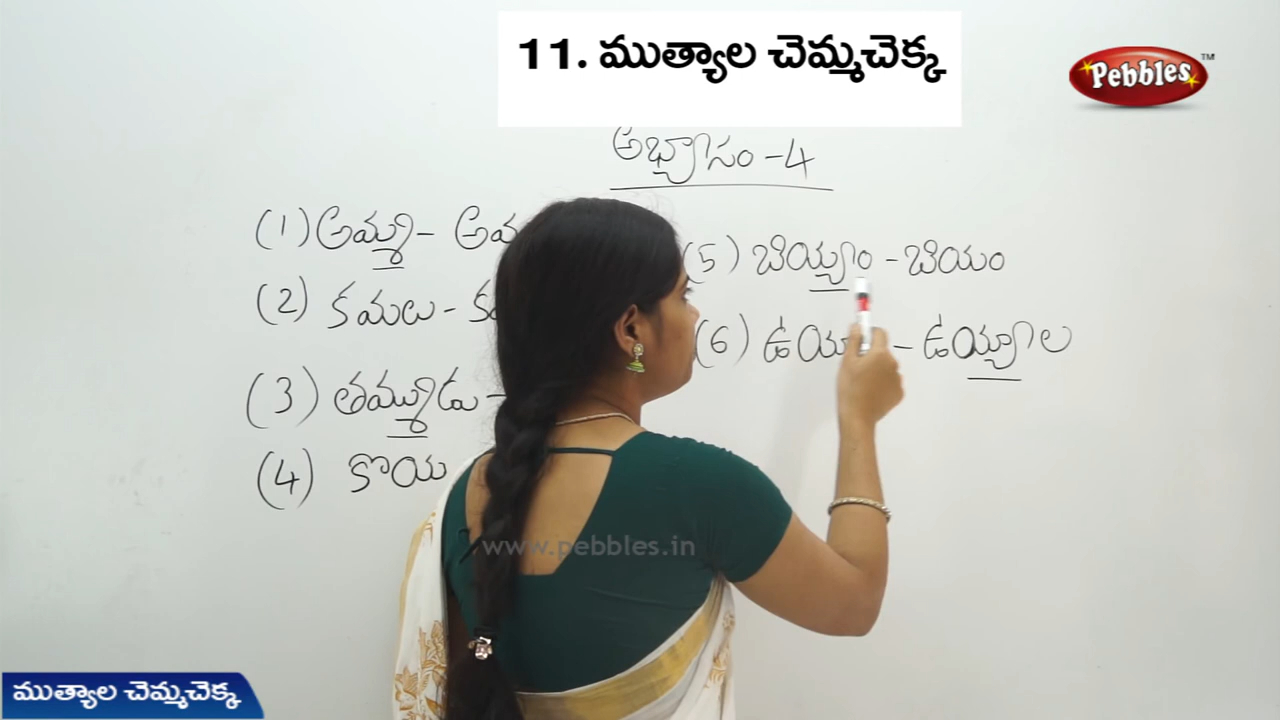 11. ముత్యాల చెమ్మచెక్క
Pebbles TM
అభ్యాసం - 4
(1) అమ్మ -
(2) కమలు -
(3) తమ్ముడు -
(4) కొయ
(5) బియ్యం - బియం
(6) - ఉయ్యాల
www.pebbles.in
ముత్యాల చెమ్మచెక్క